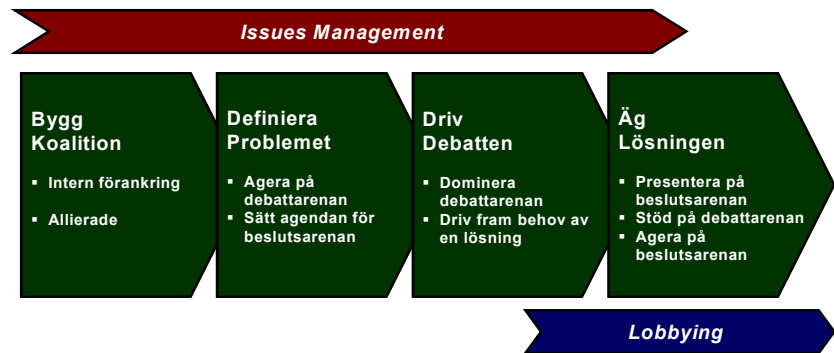 Issues Management
Bygg
Koalition
▪ Intern förankring
▪ Allierade
Definiera
Problemet
▪ Agera på
debattarenan
▪ Sätt agendan för
beslutsarenan
Driv
Debatten
▪ Dominera
debattarenan
▪ Driv fram behov av
en lösning
Äg
Lösningen
▪ Presentera på
beslutsarenan
▪ Stöd på debattarenan
▪ Agera på
beslutsarenan
Lobbying